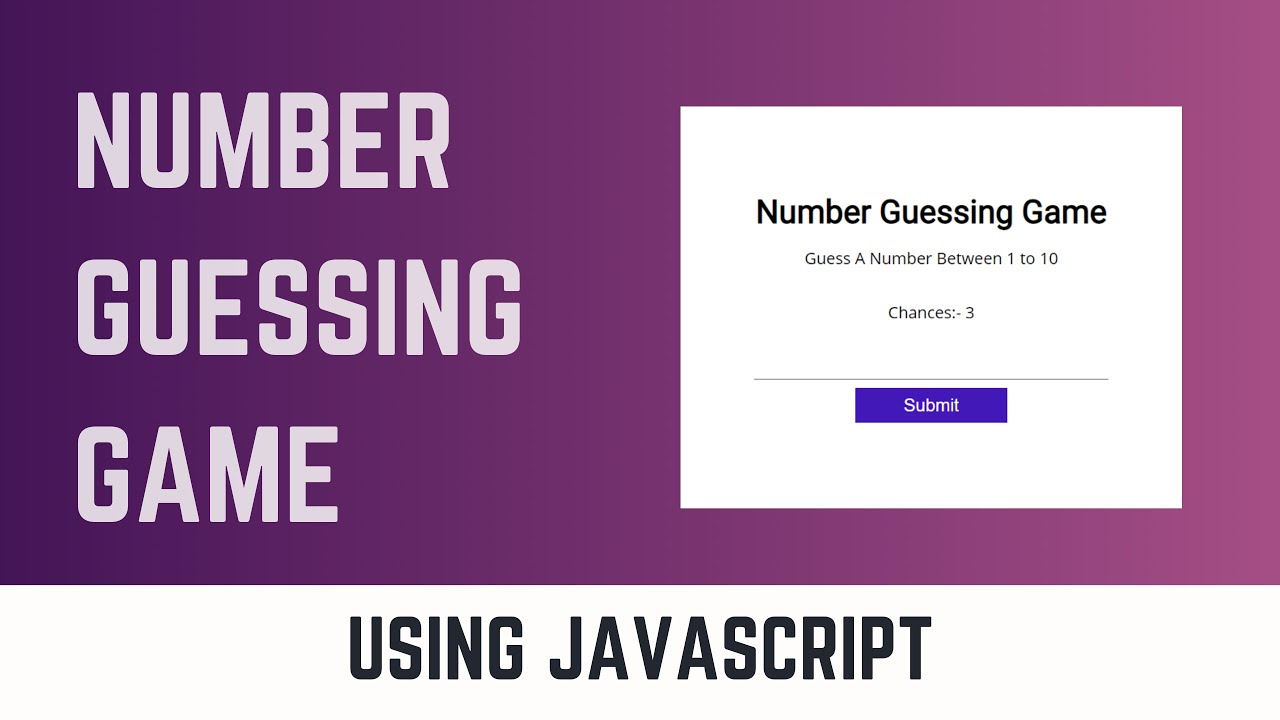 NUMBER
GUESSING
GAME
Number Guessing Game
Guess A Number Between 1 to 10
Chances:- 3
Submit
USING JAVASCRIPT